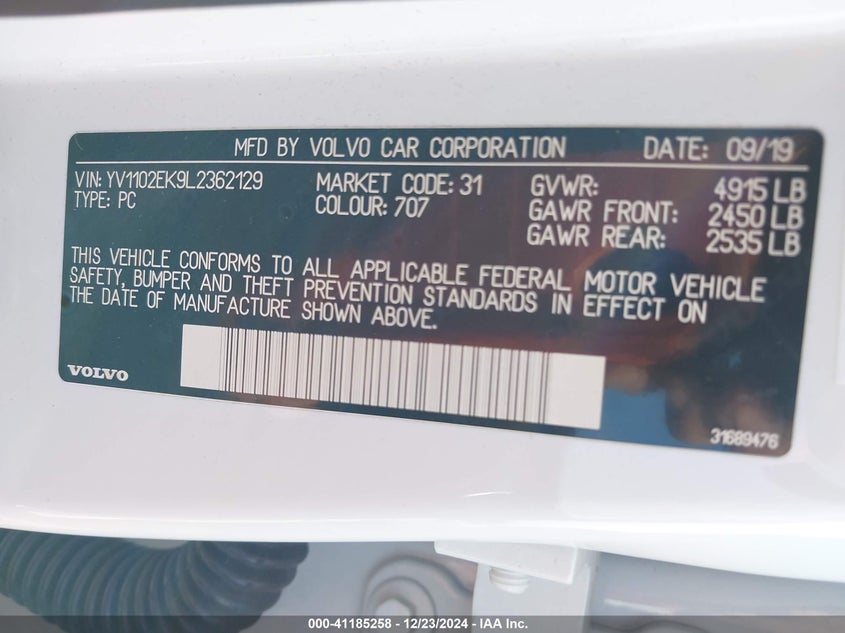 MFD BY VOLVO CAR CORPORATION DATE: 09/19
VIN: YV1102EK9L2362129 MARKET CODE: 31 GVWR: 4915 LB
TYPE: PC COLOUR: 707 GAWR FRONT: 2450 LB
GAWR REAR: 2535 LB
THIS VEHICLE CONFORMS TO ALL APPLICABLE FEDERAL MOTOR VEHICLE
SAFETY, BUMPER AND THEFT PREVENTION STANDARDS IN EFFECT ON
THE DATE OF MANUFACTURE SHOWN ABOVE.
VOLVO
31689476
000-41185258 - 12/23/2024 - IAA Inc.